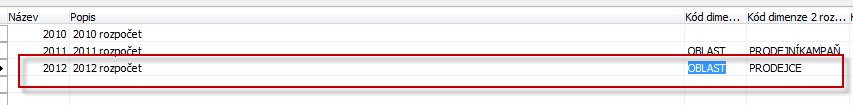 Název Popis Kód dime... Kód dimenze 2 roz...
2010 2010 rozpočet
2011 2011 rozpočet OBLAST PRODEJNÍKAMPAŇ
2012 2012 rozpočet OBLAST PRODEJCE